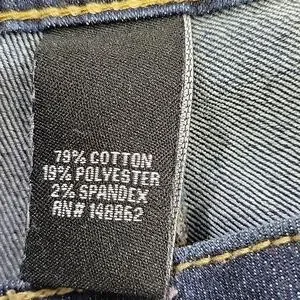 79% COTTON
19% POLYESTER
2% SPANDEX
RN# 148862